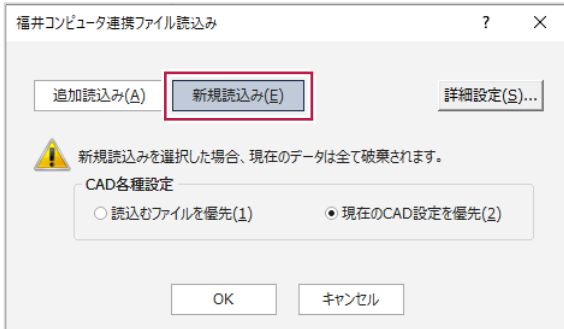 福井コンピュータ連携ファイル読込み ? ×
追加読込み(A) 新規読込み(E) 詳細設定(S)...
新規読込みを選択した場合、現在のデータは全て破棄されます。
CAD各種設定
読込むファイルを優先(1) 現在のCAD設定を優先(2)
OK キャンセル